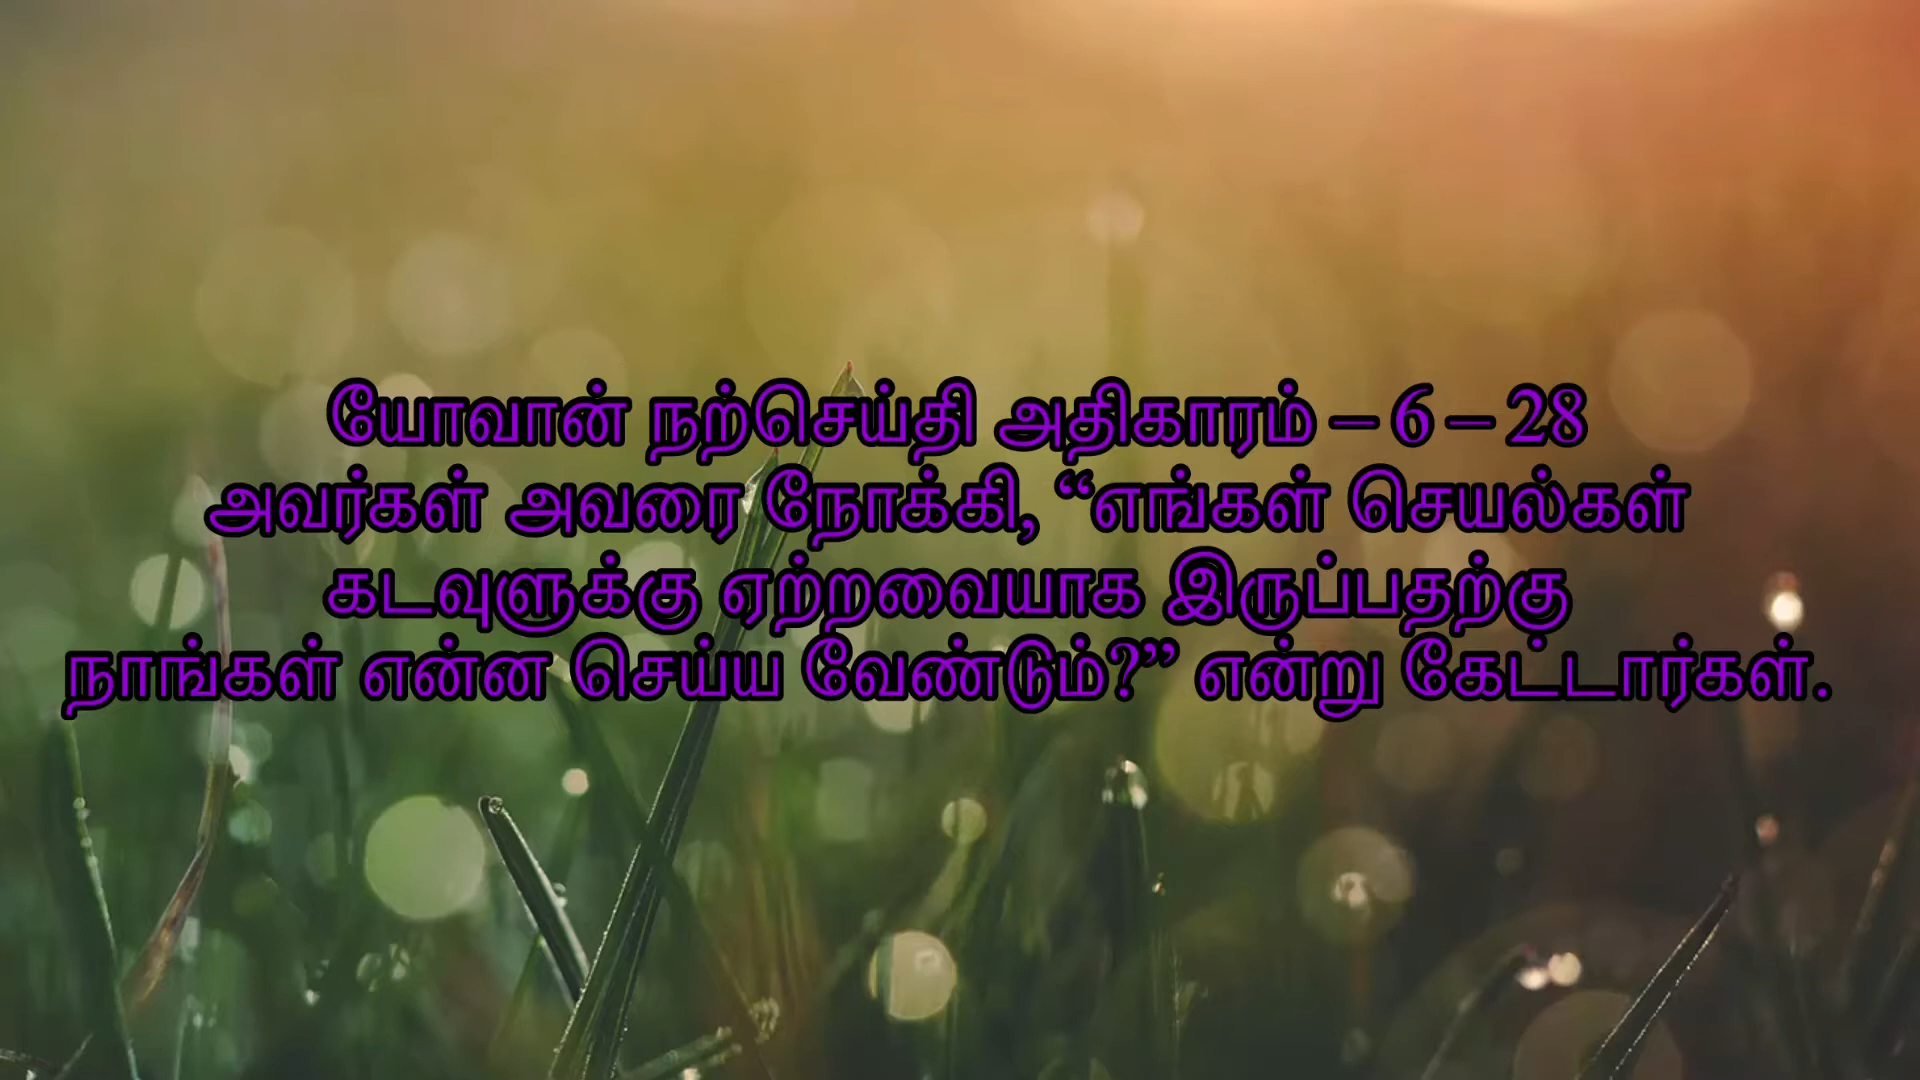 யோவான் நற்செய்தி அதிகாரம் – 6 – 28
அவர்கள் அவரை நோக்கி, “எங்கள் செயல்கள்
கடவுளுக்கு ஏற்றவையாக இருப்பதற்கு
நாங்கள் என்ன செய்ய வேண்டும்?” என்று கேட்டார்கள்.